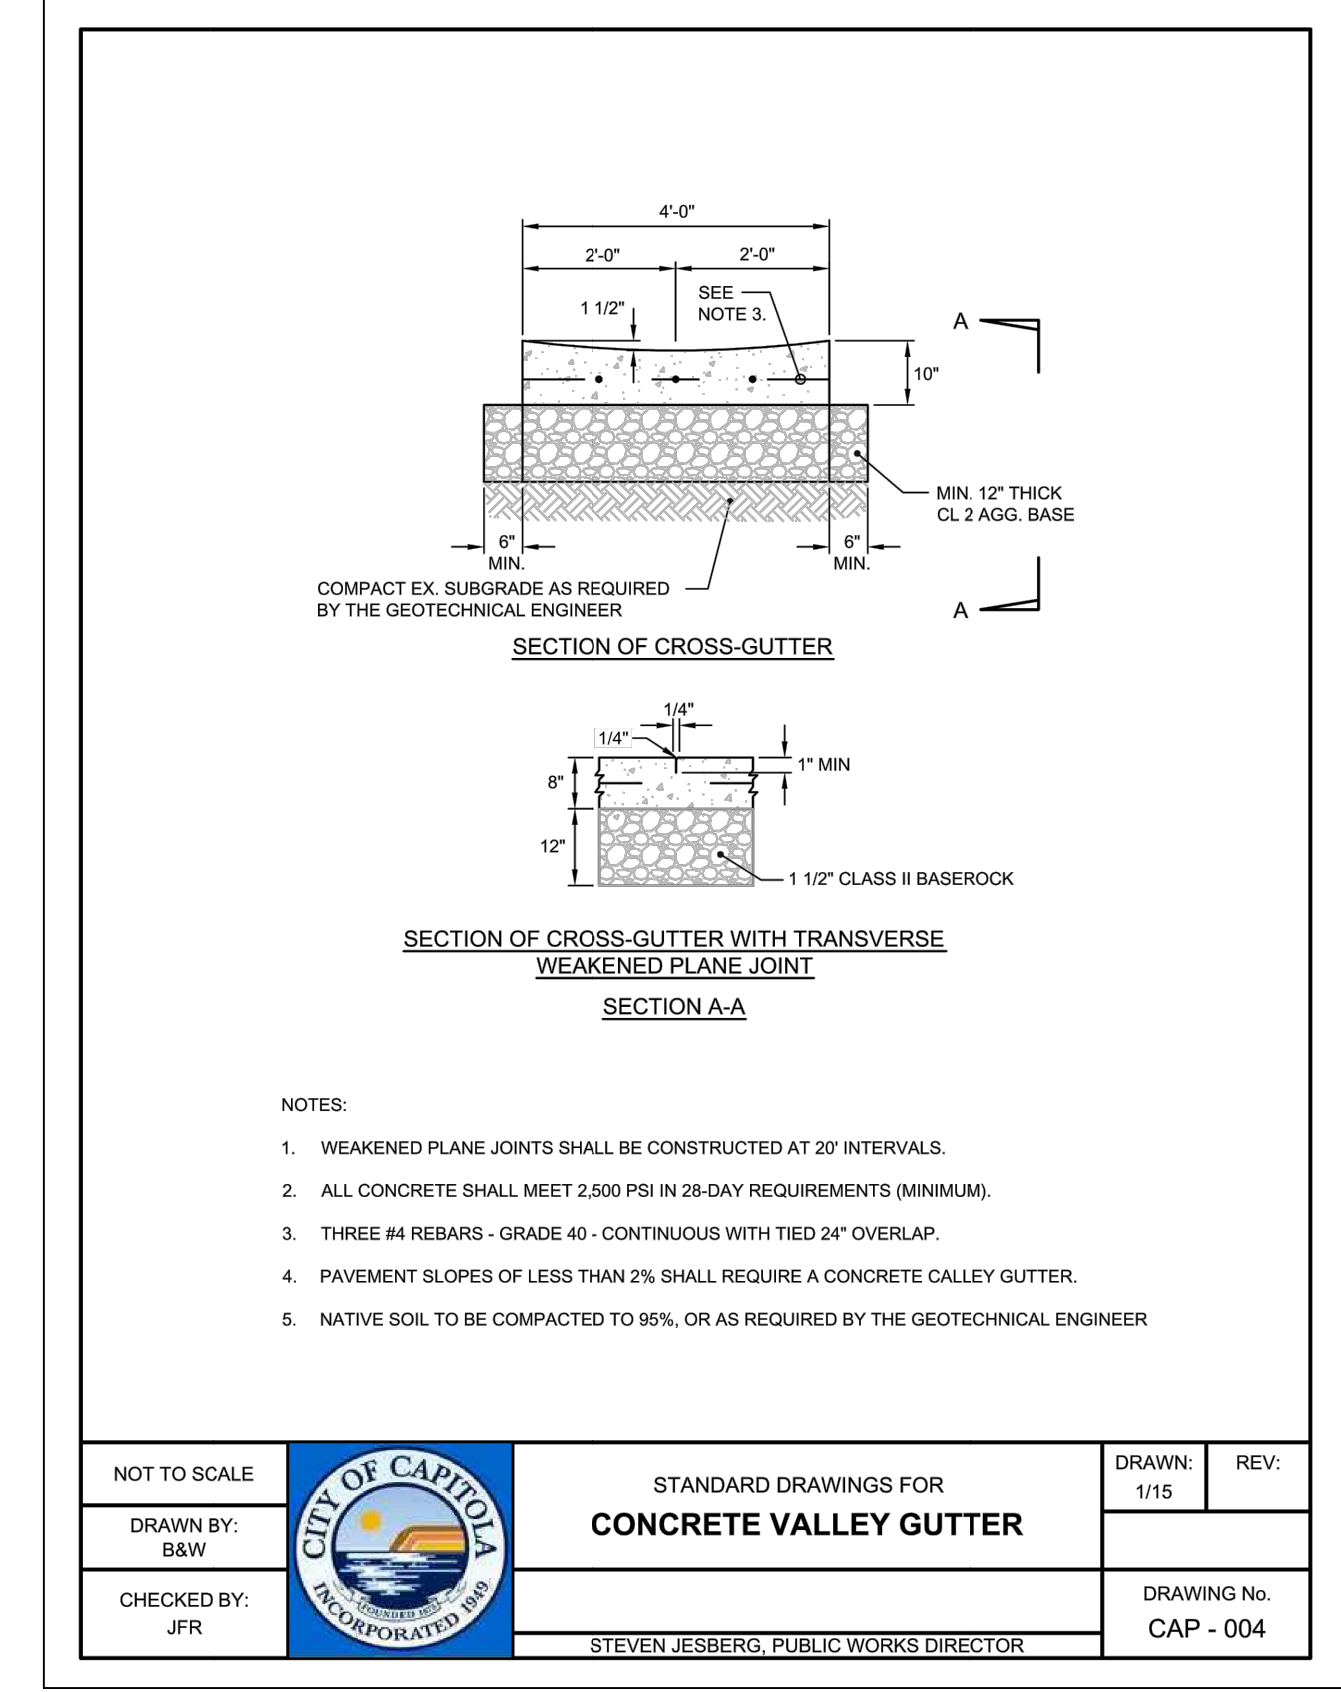 4'-0"
2'-0" 2'-0"
1 1/2"
SEE
NOTE 3.
A
10"
MIN. 12" THICK
CL 2 AGG. BASE
6"
MIN.
6"
MIN.
COMPACT EX. SUBGRADE AS REQUIRED
BY THE GEOTECHNICAL ENGINEER
A
SECTION OF CROSS-GUTTER
1/4"
1/4"
1" MIN
8"
12"
1 1/2" CLASS II BASEROCK
SECTION OF CROSS-GUTTER WITH TRANSVERSE
WEAKENED PLANE JOINT
SECTION A-A
NOTES:
1. WEAKENED PLANE JOINTS SHALL BE CONSTRUCTED AT 20' INTERVALS.
2. ALL CONCRETE SHALL MEET 2,500 PSI IN 28-DAY REQUIREMENTS (MINIMUM).
3. THREE #4 REBARS - GRADE 40 - CONTINUOUS WITH TIED 24" OVERLAP.
4. PAVEMENT SLOPES OF LESS THAN 2% SHALL REQUIRE A CONCRETE CALLEY GUTTER.
5. NATIVE SOIL TO BE COMPACTED TO 95%, OR AS REQUIRED BY THE GEOTECHNICAL ENGINEER
NOT TO SCALE
DRAWN BY:
B&W
CHECKED BY:
JFR
CITY OF CAPITOLA
FOUNDED 1872
INCORPORATED 1949
STANDARD DRAWINGS FOR
CONCRETE VALLEY GUTTER
STEVEN JESBERG, PUBLIC WORKS DIRECTOR
DRAWN:
1/15
REV:
DRAWING No.
CAP - 004